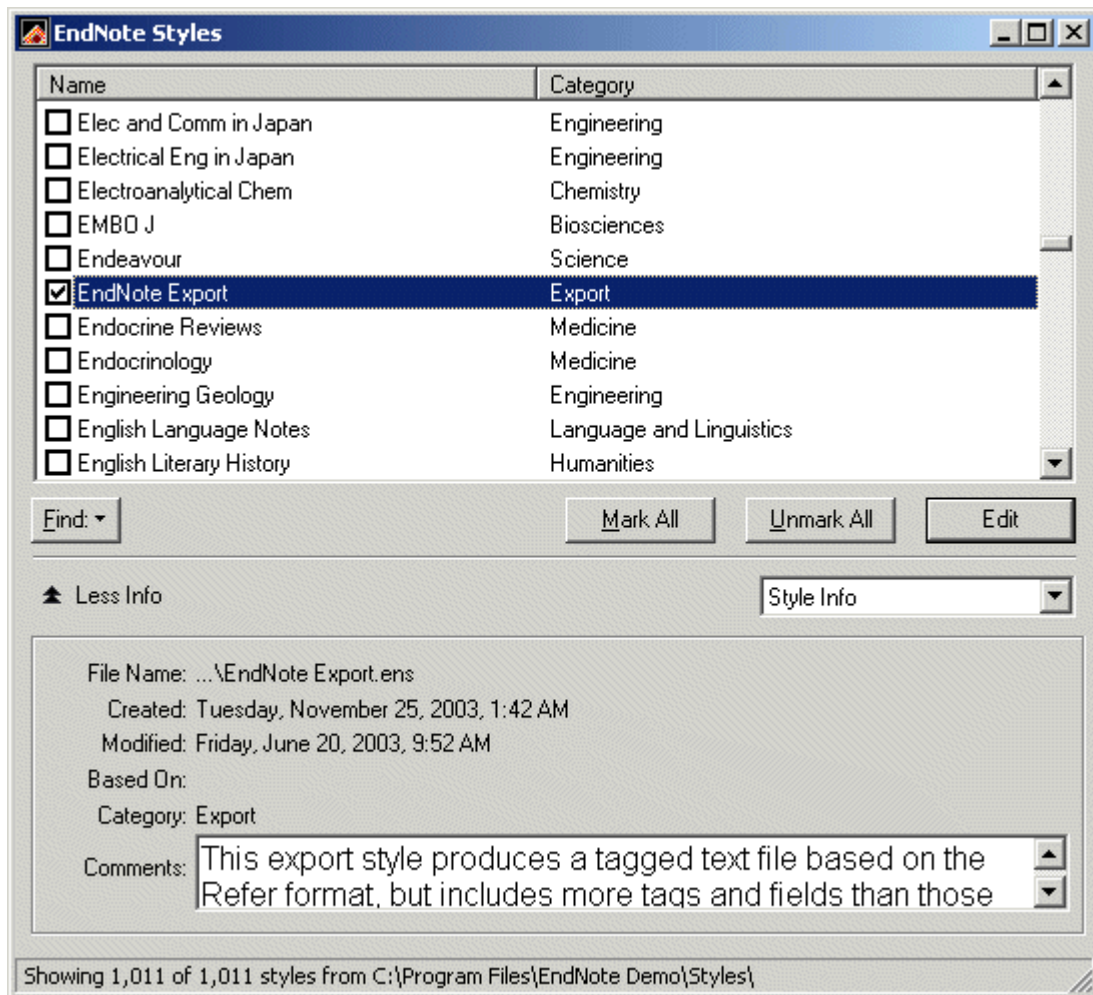 EndNote Styles
Name Category
Elec and Comm in Japan Engineering
Electrical Eng in Japan Engineering
Electroanalytical Chem Chemistry
EMBO J Biosciences
Endeavour Science
EndNote Export Export
Endocrine Reviews Medicine
Endocrinology Medicine
Engineering Geology Engineering
English Language Notes Language and Linguistics
English Literary History Humanities
Find: Mark All Unmark All Edit
Less Info Style Info
File Name: ...\EndNote Export.ens
Created: Tuesday, November 25, 2003, 1:42 AM
Modified: Friday, June 20, 2003, 9:52 AM
Based On:
Category: Export
Comments: This export style produces a tagged text file based on the
Refer format, but includes more tags and fields than those
Showing 1,011 of 1,011 styles from C:\Program Files\EndNote Demo\Styles\